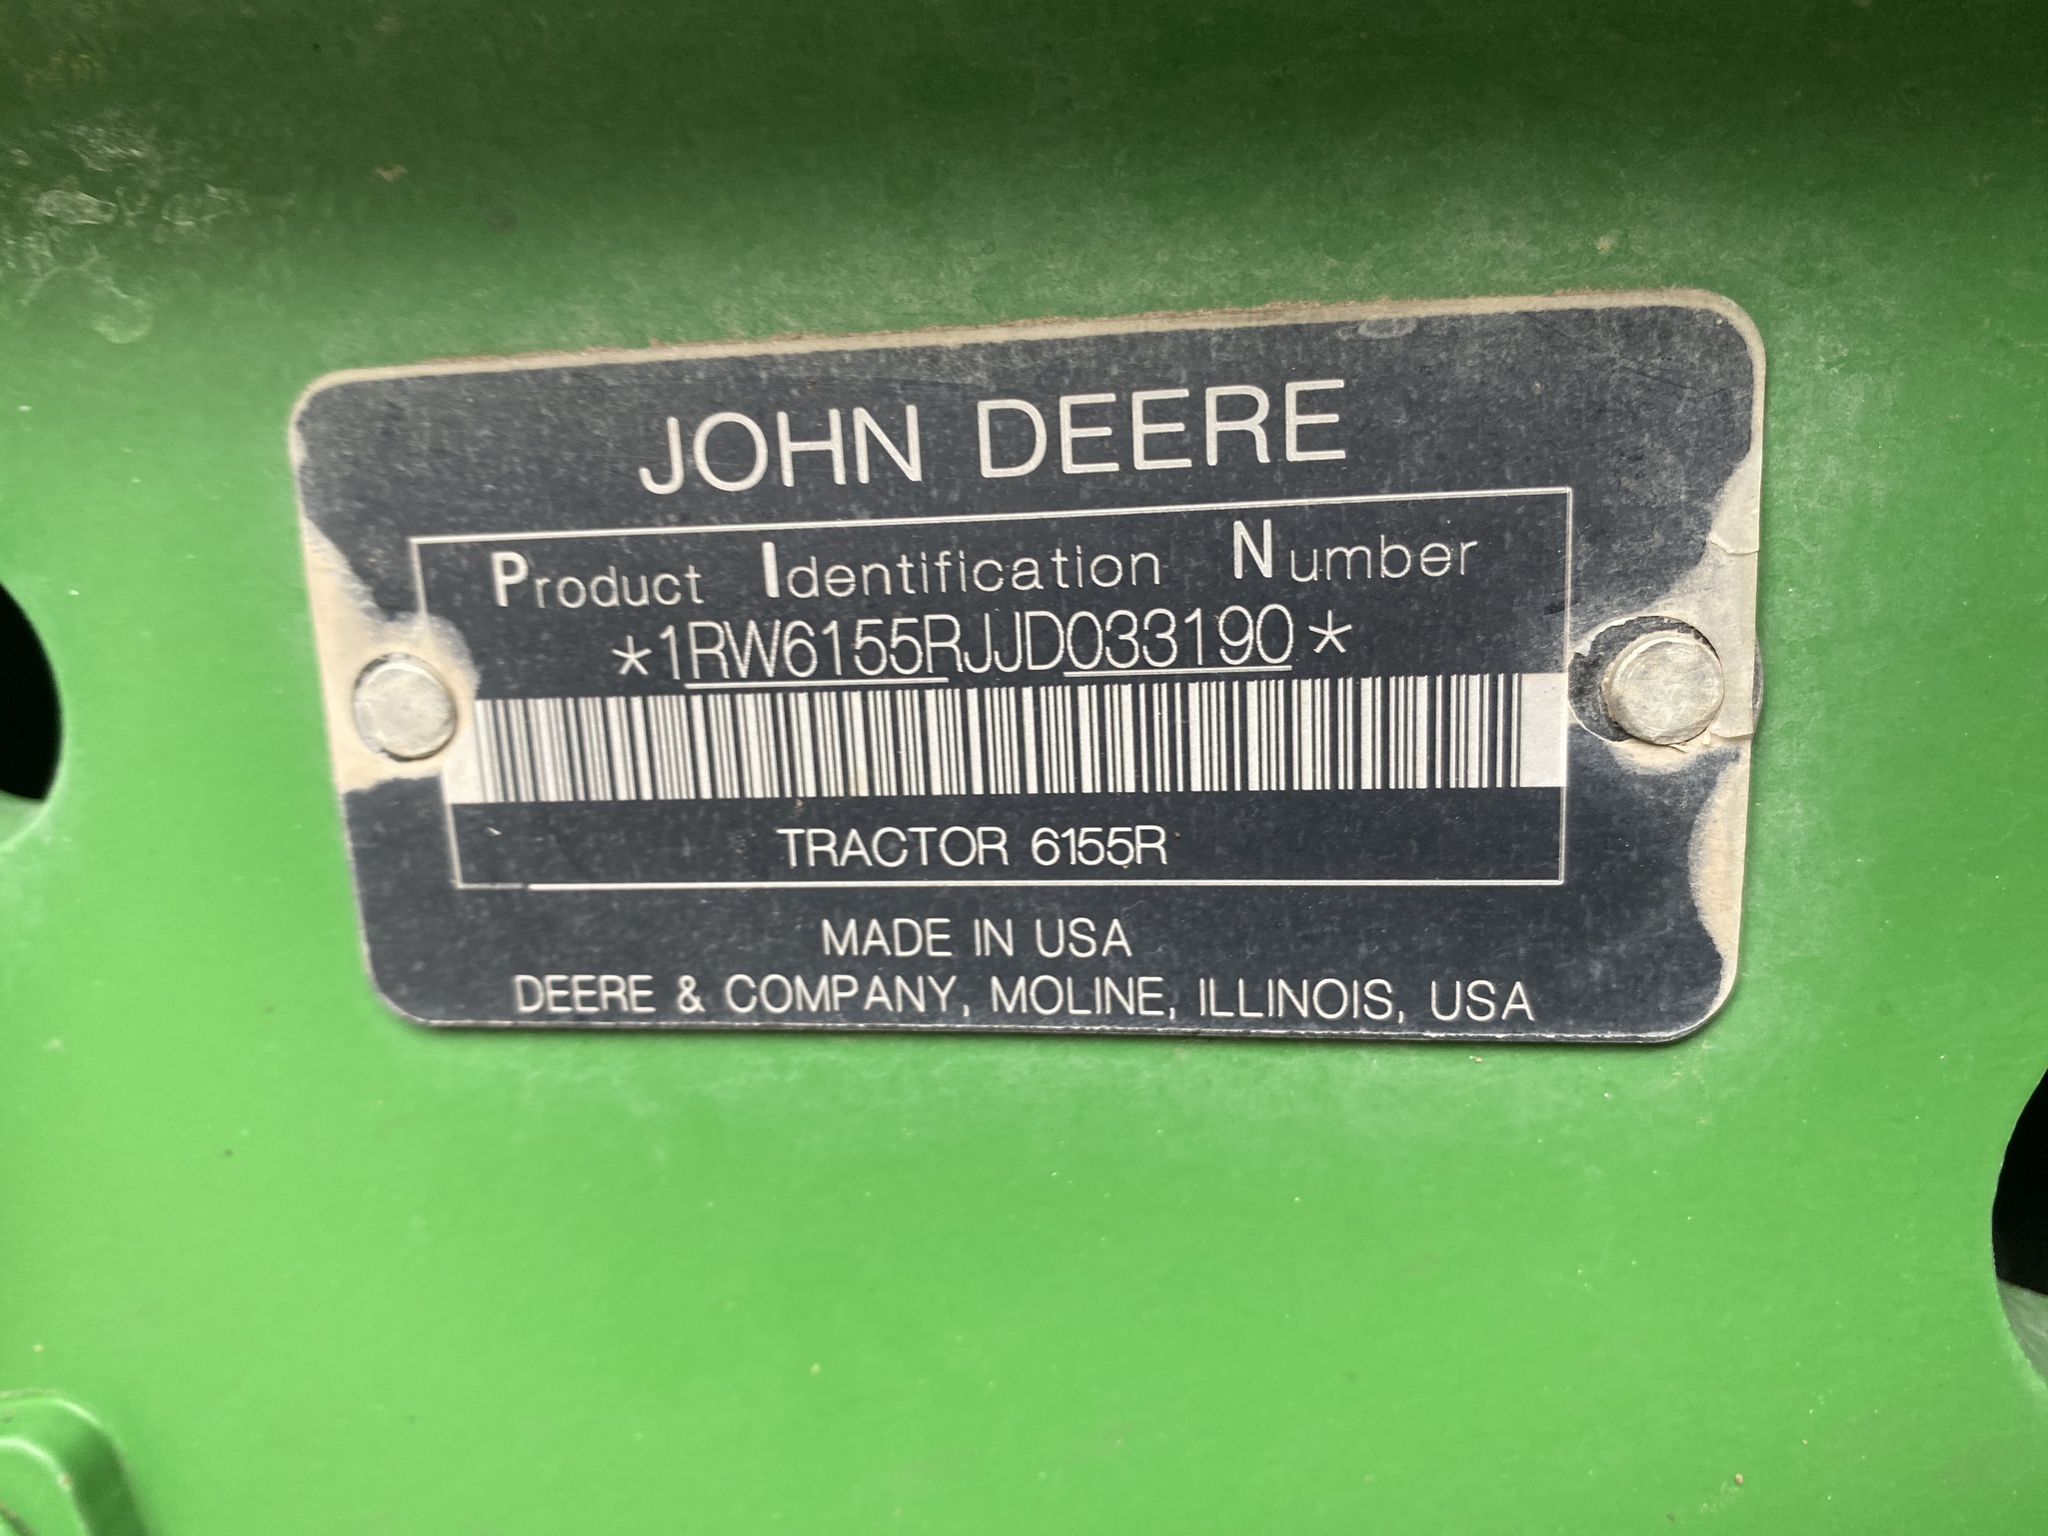 JOHN DEERE
Product Identification Number
*1RW6155RJJD033190*
TRACTOR 6155R
MADE IN USA
DEERE & COMPANY, MOLINE, ILLINOIS, USA